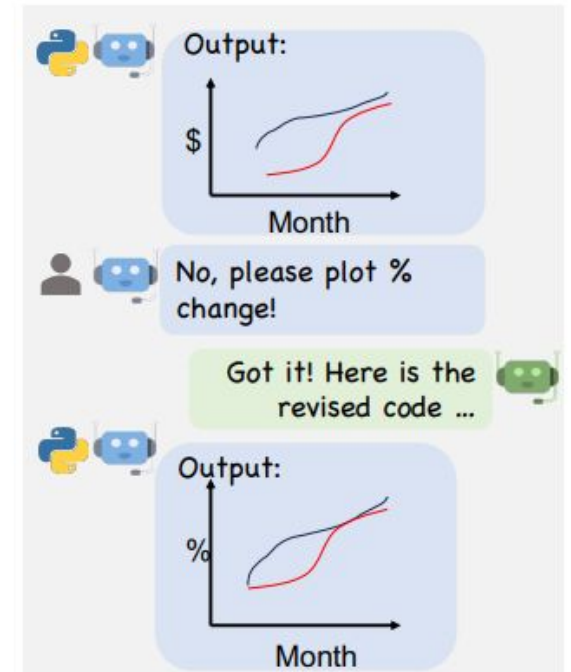 Output:
$
Month
No, please plot %
change!
Got it! Here is the
revised code ...
Output:
%
Month